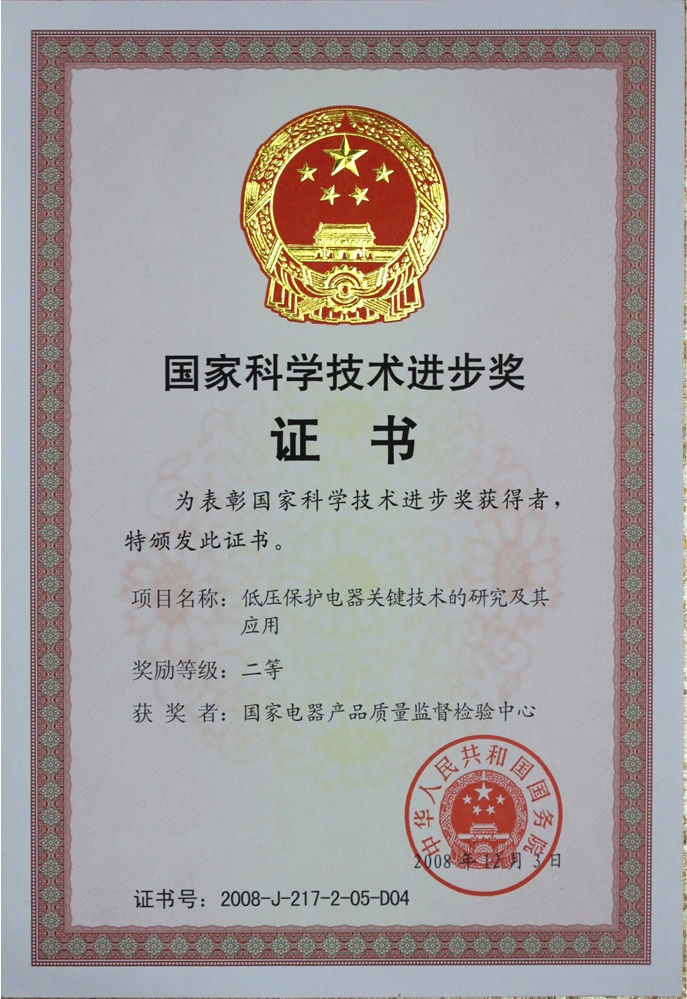 国家科学技术进步奖
证 书
为表彰国家科学技术进步奖获得者，
特颁发此证书。
项目名称：低压保护电器关键技术的研究及其
应用
奖励等级：二等
获 奖 者：国家电器产品质量监督检验中心
中华人民共和国国务院
2008年12月3日
证书号：2008-J-217-2-05-D04